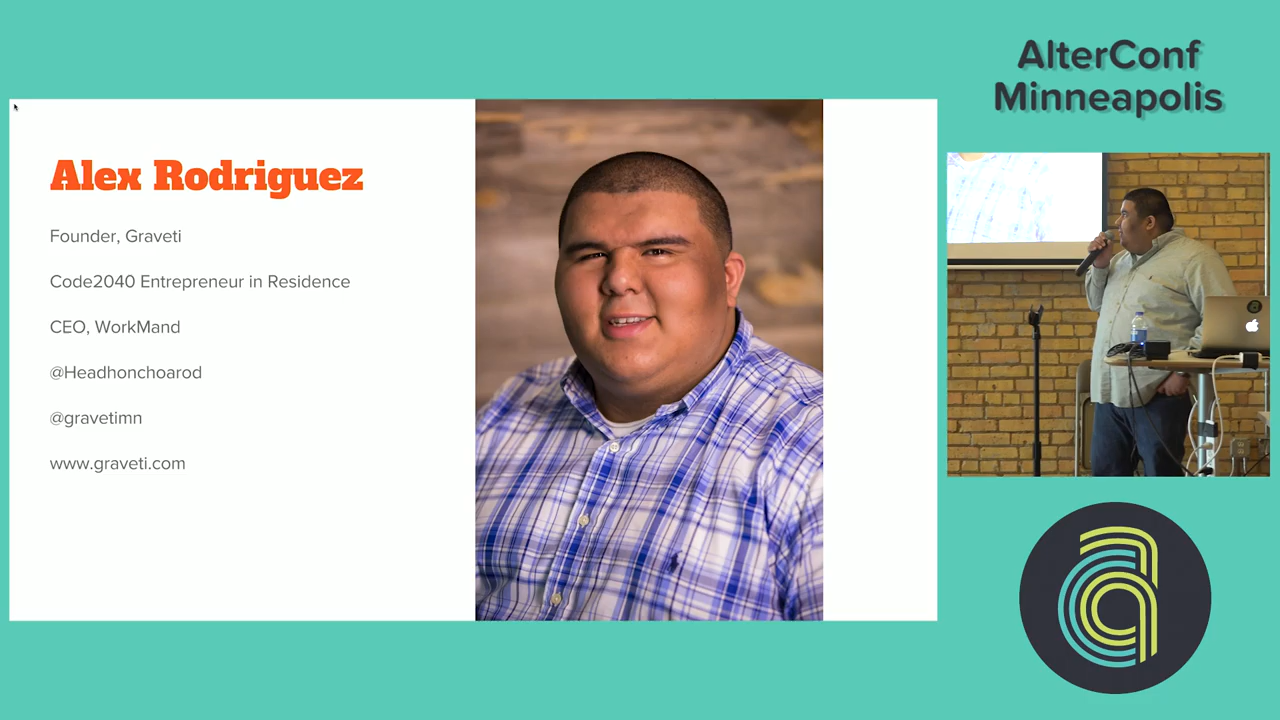 AlterConf
Minneapolis
Alex Rodriguez
Founder, Graveti
Code2040 Entrepreneur in Residence
CEO, WorkMand
@Headhonchoarod
@gravetimn
www.graveti.com